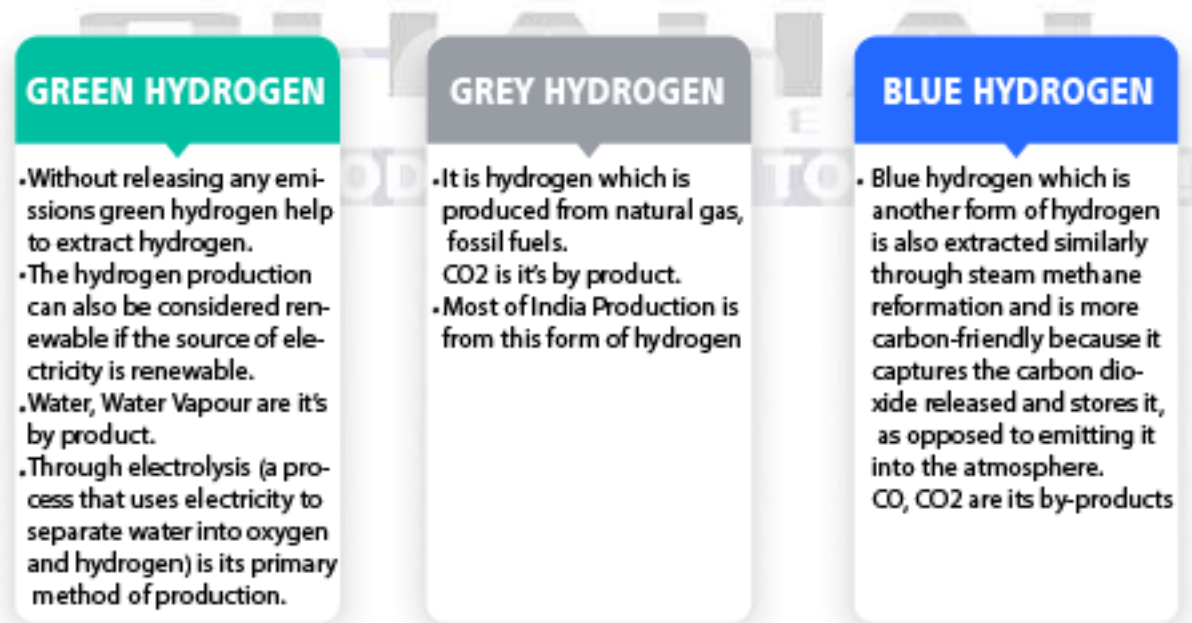 GREEN HYDROGEN
·Without releasing any emi-
ssions green hydrogen help
to extract hydrogen.
·The hydrogen production
can also be considered ren-
ewable if the source of ele-
ctricity is renewable.
.Water, Water Vapour are it's
by product.
.Through electrolysis (a pro-
cess that uses electricity to
separate water into oxygen
and hydrogen) is its primary
method of production.
GREY HYDROGEN
·It is hydrogen which is
produced from natural gas,
fossil fuels.
CO2 is it's by product.
·Most of India Production is
from this form of hydrogen
BLUE HYDROGEN
· Blue hydrogen which is
another form of hydrogen
is also extracted similarly
through steam methane
reformation and is more
carbon-friendly because it
captures the carbon dio-
xide released and stores it,
as opposed to emitting it
into the atmosphere.
CO, CO2 are its by-products